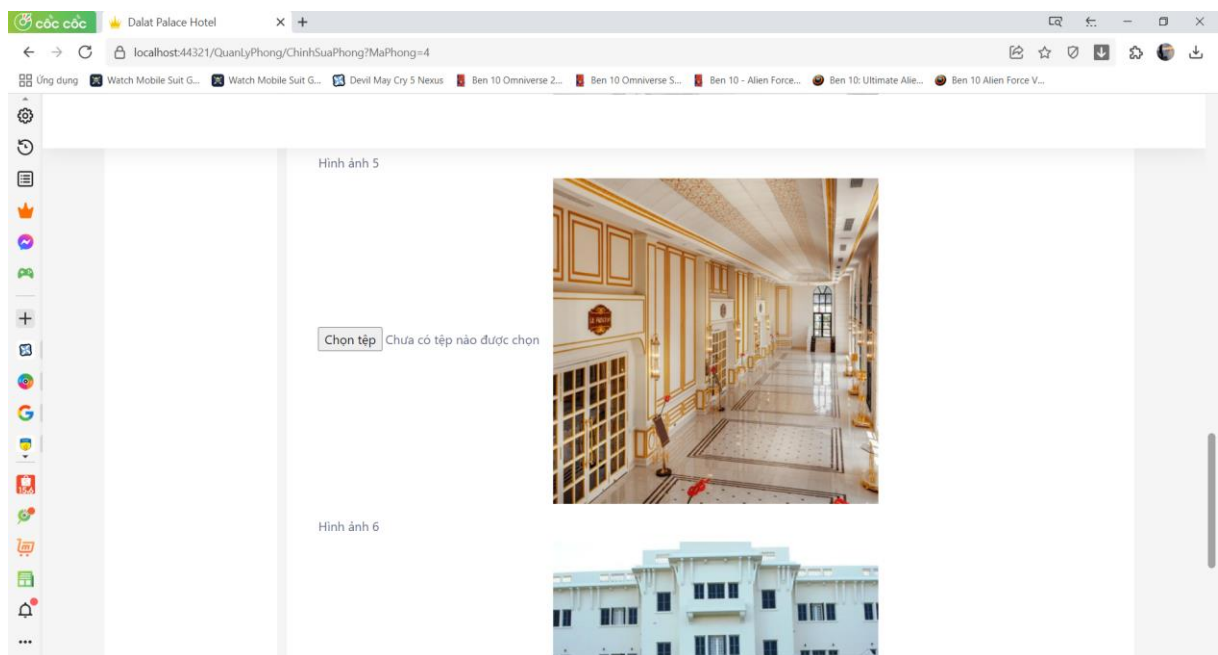 cốc cốc
Dalat Palace Hotel
localhost:44321/QuanLyPhong/ChinhSuaPhong?MaPhong=4
Ứng dụng
Watch Mobile Suit G...
Watch Mobile Suit G...
Devil May Cry 5 Nexus
Ben 10 Omniverse 2...
Ben 10 Omniverse S...
Ben 10 - Alien Force...
Ben 10: Ultimate Alie...
Ben 10 Alien Force V...
Hình ảnh 5
Chọn tệp Chưa có tệp nào được chọn
Hình ảnh 6
15.6